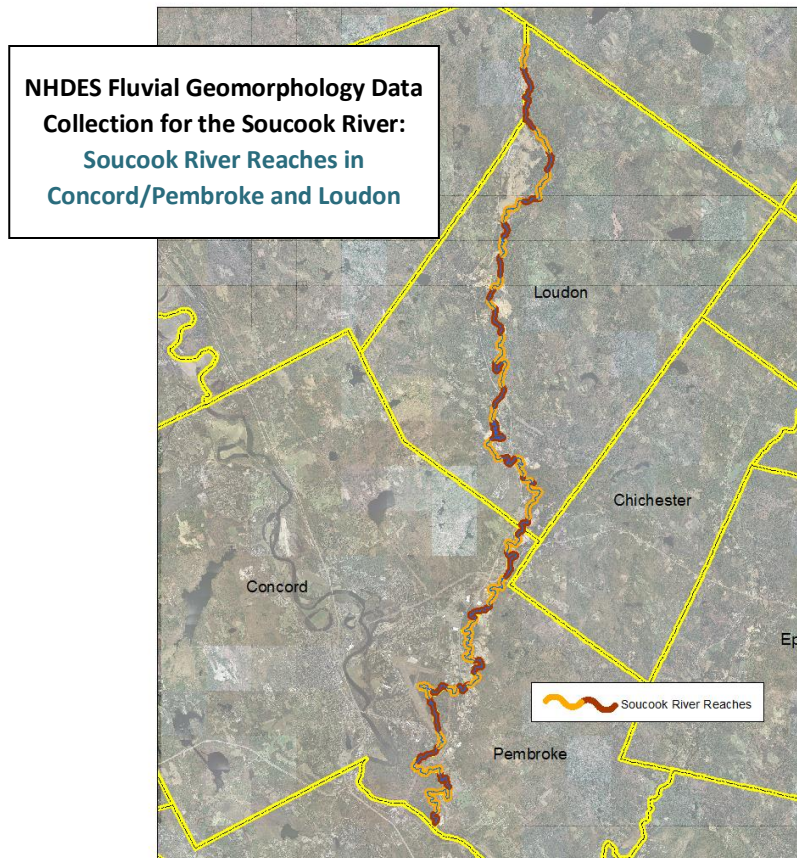 NHDES Fluvial Geomorphology Data
Collection for the Soucook River:
Soucook River Reaches in
Concord/Pembroke and Loudon
Loudon
Chichester
Concord
Ep
Soucook River Reaches
Pembroke